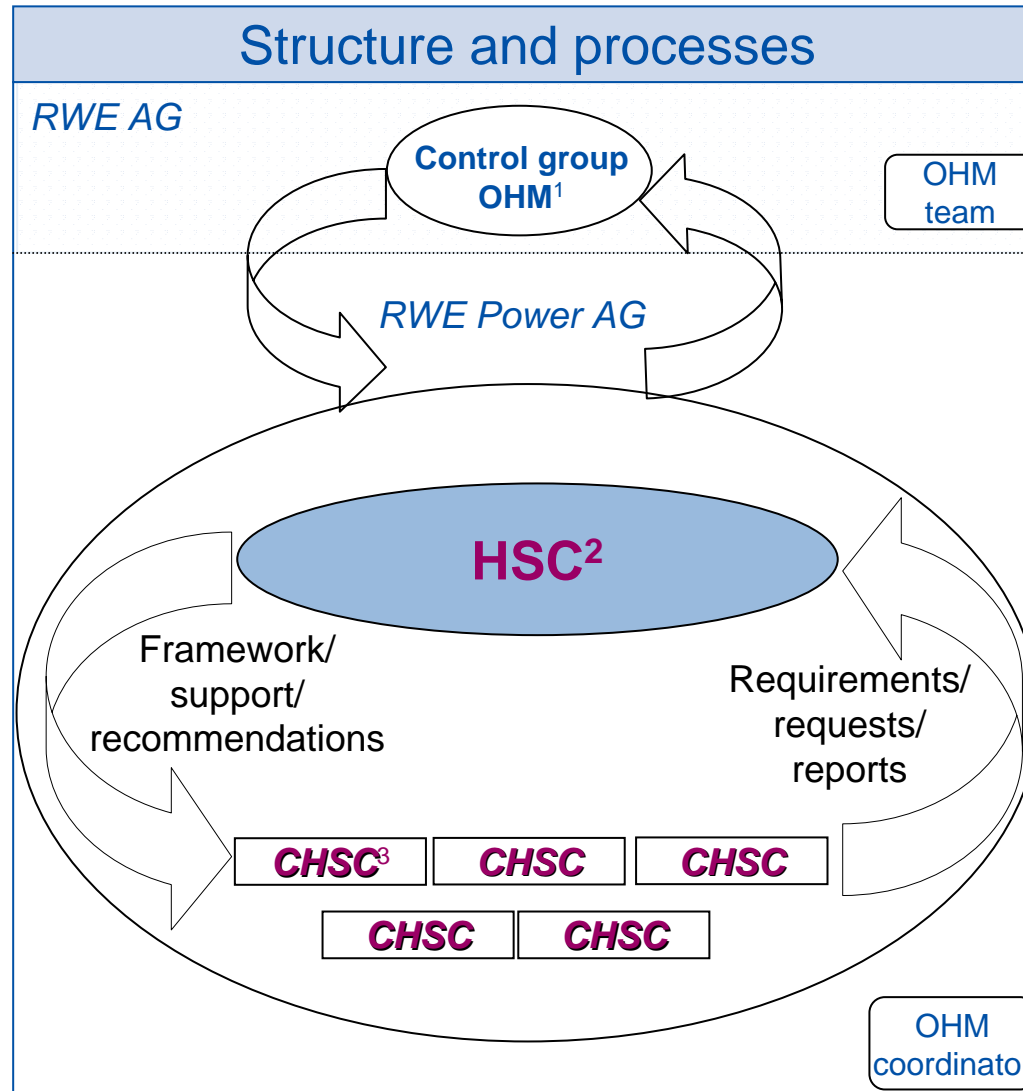 Structure and processes
RWE AG
Control group
OHM¹
OHM
team
RWE Power AG
HSC²
Framework/
support/
recommendations
Requirements/
requests/
reports
CHSC³ CHSC CHSC
CHSC CHSC
OHM
coordinato